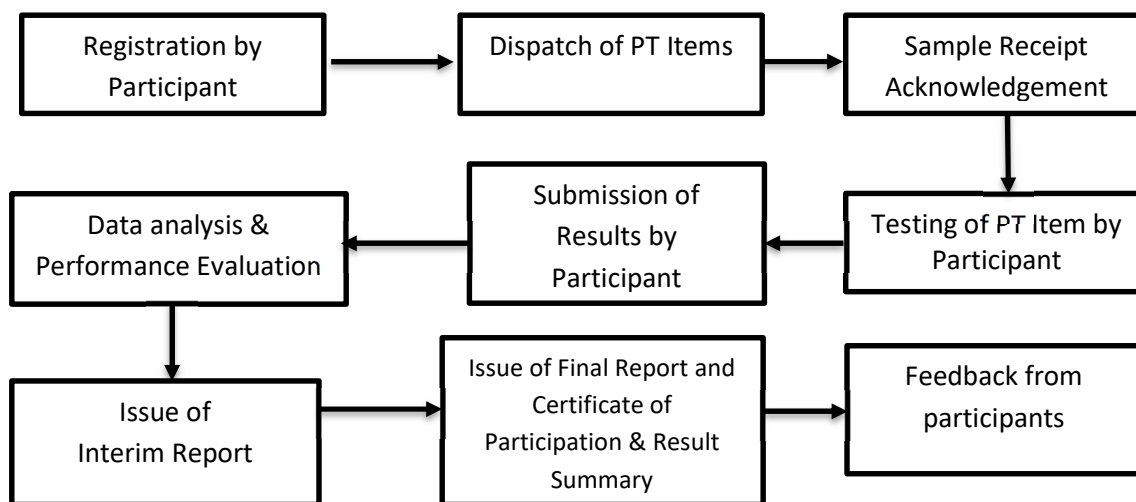 Registration by
Participant
Dispatch of PT Items
Sample Receipt
Acknowledgement
Testing of PT Item by
Participant
Submission of
Results by
Participant
Data analysis &
Performance Evaluation
Issue of
Interim Report
Issue of Final Report and
Certificate of
Participation & Result
Summary
Feedback from
participants